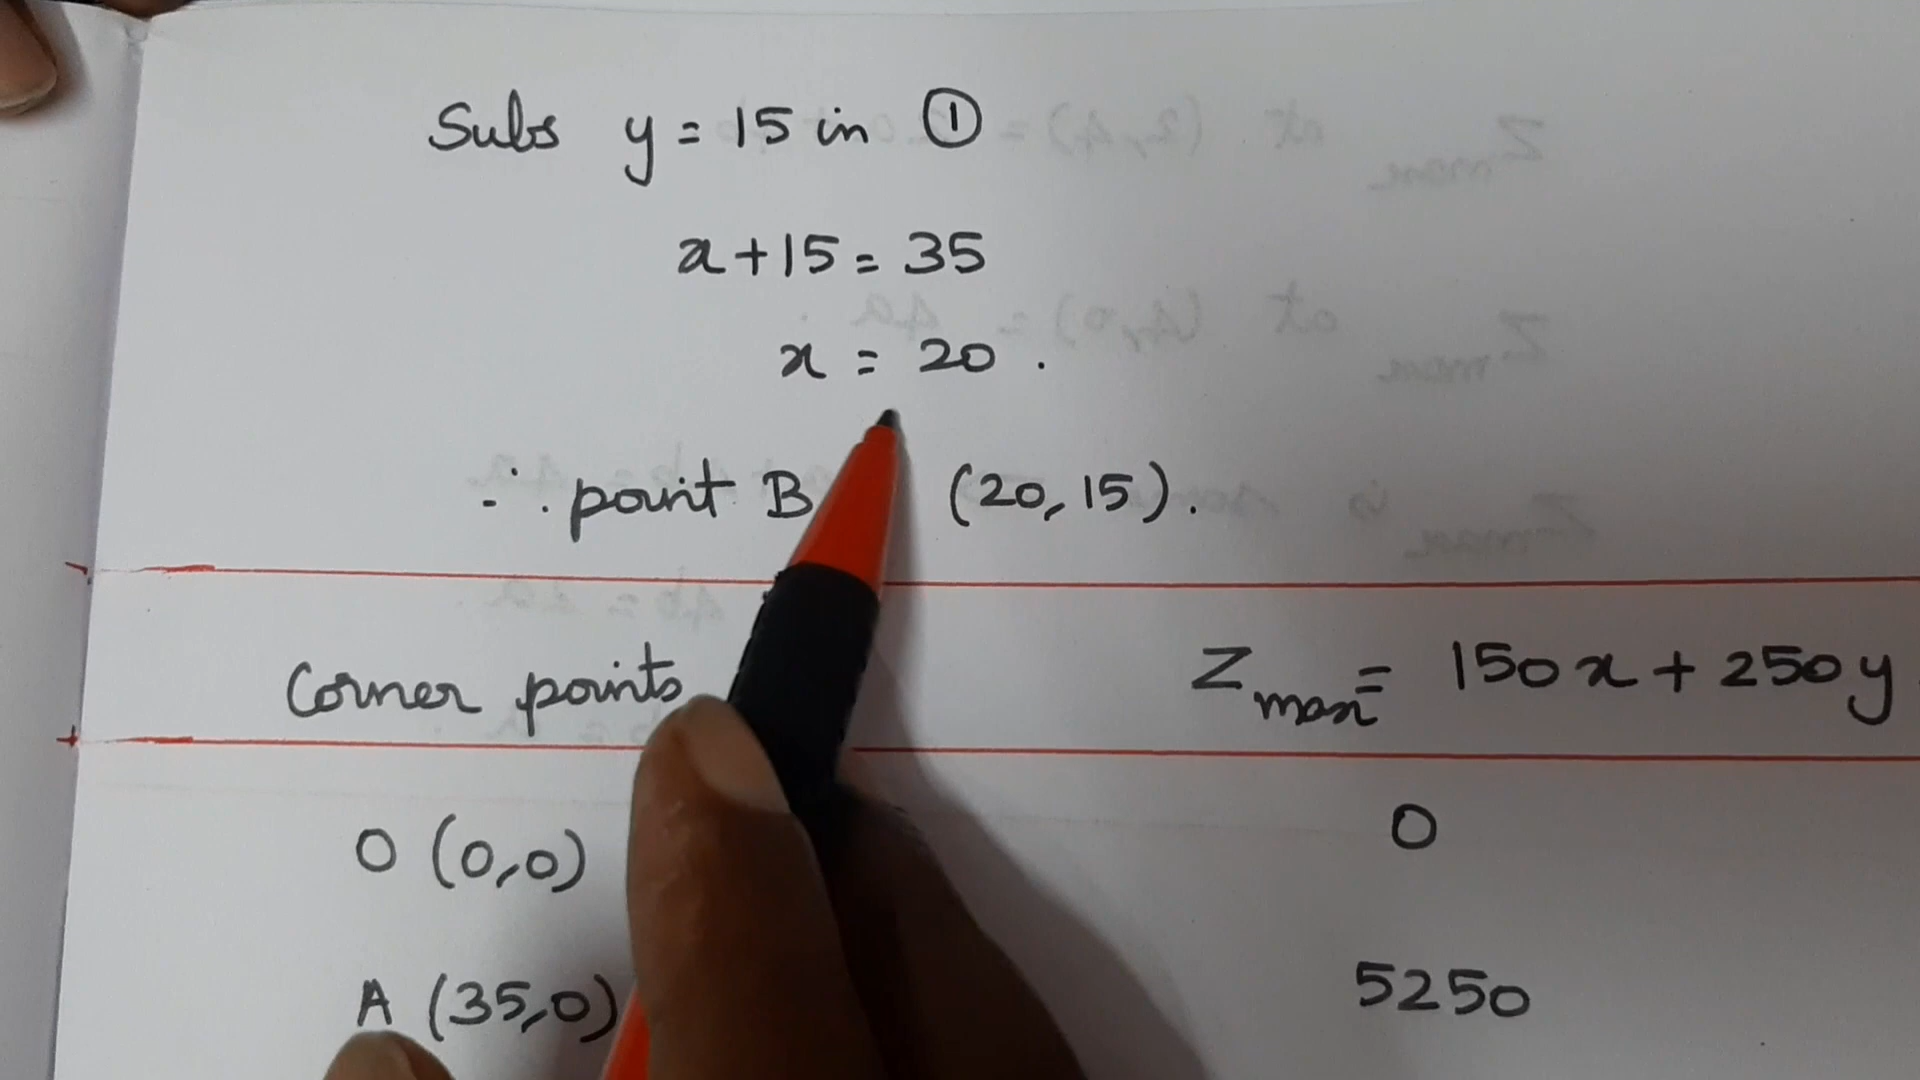 Subs y = 15 in ①
x + 15 = 35
x = 20 .
∴ point B (20, 15).
Corner points Zmax = 150x + 250y
O (0,0) 0
A (35,0) 5250